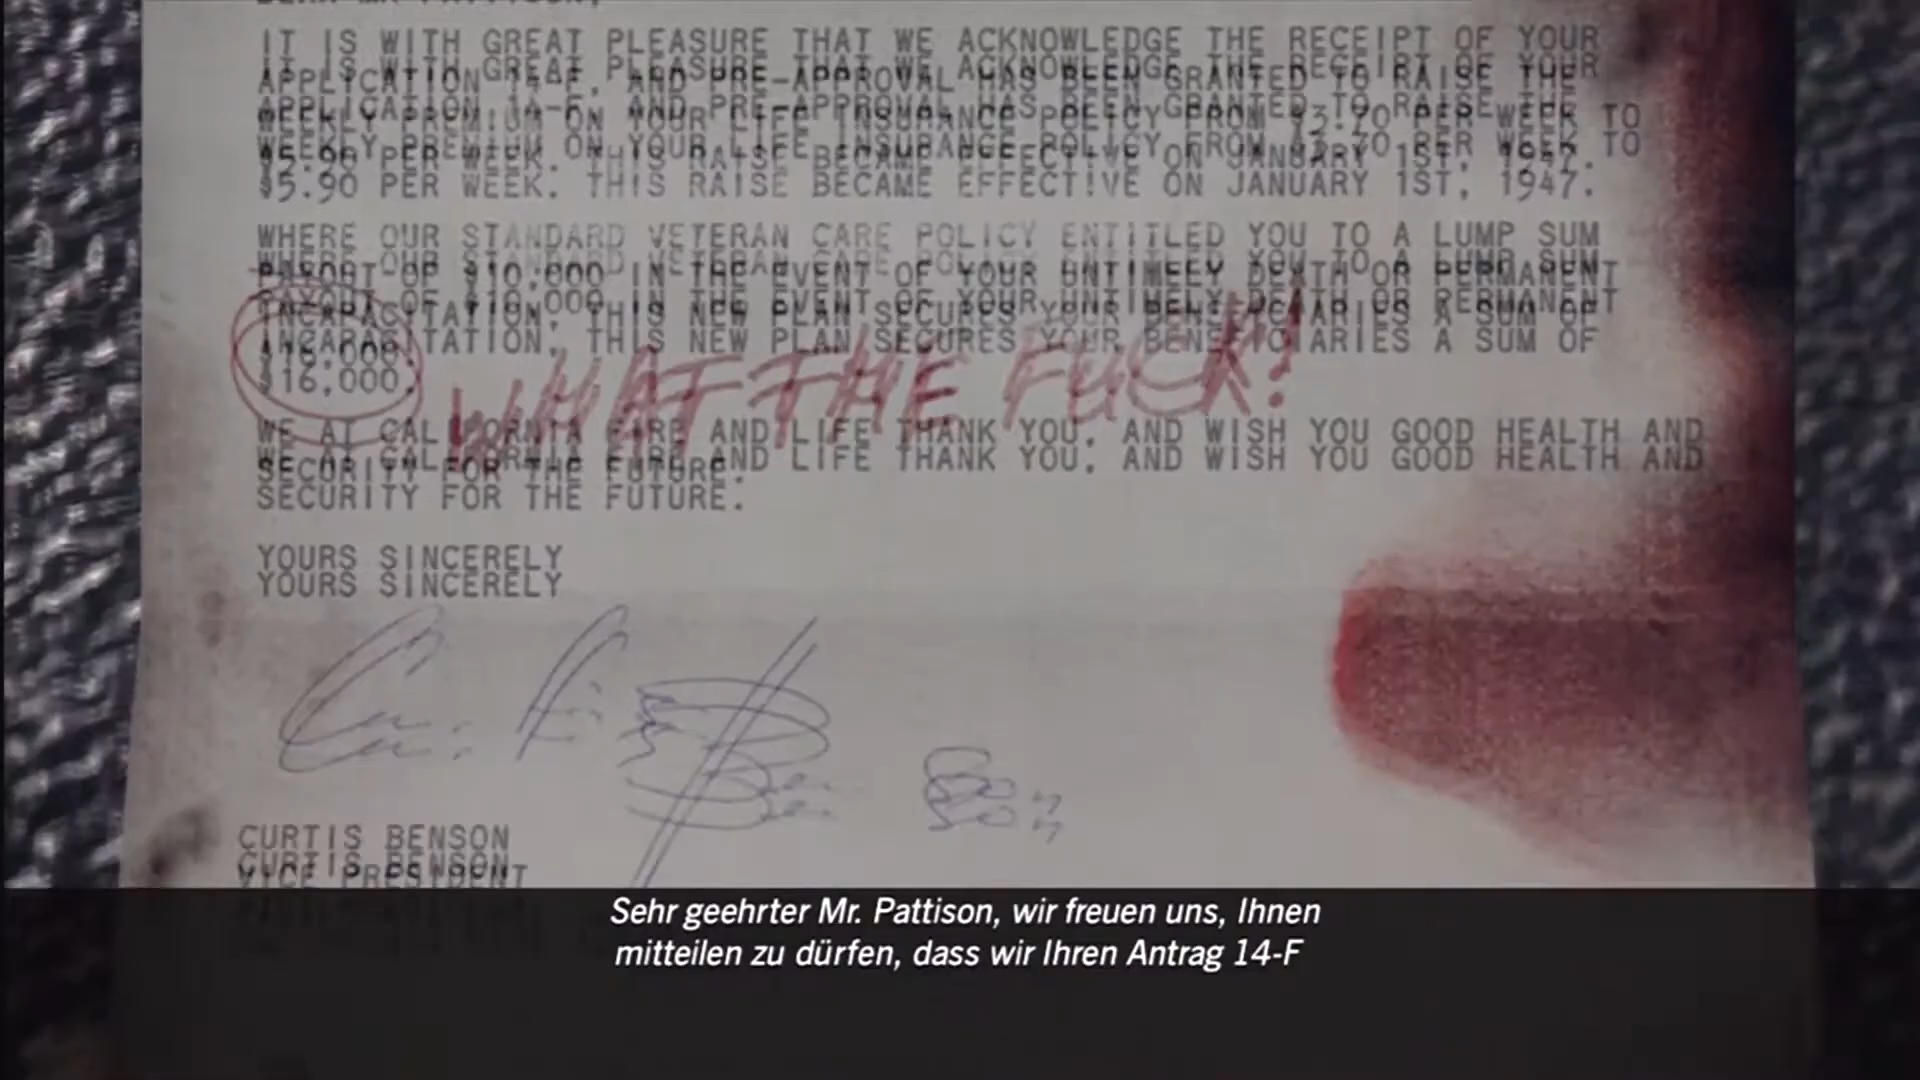 DEAR MR PATTISON,
IT IS WITH GREAT PLEASURE THAT WE ACKNOWLEDGE THE RECEIPT OF YOUR
APPLICATION 14-F, AND PRE-APPROVAL HAS BEEN GRANTED TO RAISE THE
WEEKLY PREMIUM ON YOUR LIFE INSURANCE POLICY FROM $3.70 PER WEEK TO
$5.90 PER WEEK. THIS RAISE BECAME EFFECTIVE ON JANUARY 1ST, 1947.
WHERE OUR STANDARD VETERAN CARE POLICY ENTITLED YOU TO A LUMP SUM
PAYOUT OF $10,000 IN THE EVENT OF YOUR UNTIMELY DEATH OR PERMANENT
INCAPACITATION, THIS NEW PLAN SECURES YOUR BENEFICIARIES A SUM OF
$16,000.
WHAT THE FUCK!
WE AT CALIFORNIA FIRE AND LIFE THANK YOU, AND WISH YOU GOOD HEALTH AND
SECURITY FOR THE FUTURE.
YOURS SINCERELY
CURTIS BENSON
VICE PRESIDENT
Sehr geehrter Mr. Pattison, wir freuen uns, Ihnen
mitteilen zu dürfen, dass wir Ihren Antrag 14-F